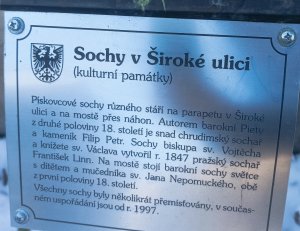 Sochy v Široké ulici
(kulturní památky)
Pískovcové sochy různého stáří na parapetu v Široké
ulici a na mostě přes náhon. Autorem barokní Piety
z druhé poloviny 18. století je snad chrudimský sochař
a kameník Filip Petr. Sochy biskupa sv. Vojtěcha
a knížete sv. Václava vytvořil r. 1847 pražský sochař
František Linn. Na mostě stojí barokní sochy světce
s dítětem a mučedníka sv. Jana Nepomuckého, obě
z první poloviny 18. století.
Všechny sochy byly několikrát přemisťovány, v součas-
ném uspořádání jsou od r. 1997.